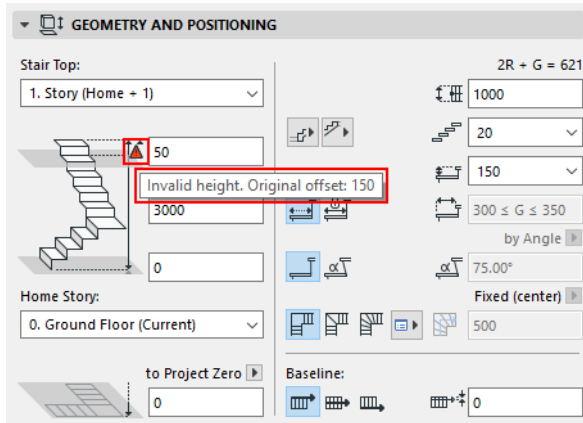 GEOMETRY AND POSITIONING
Stair Top:
2R + G = 621
1. Story (Home + 1)
1000
50
20
Invalid height. Original offset: 150
150
3000
300 ≤ G ≤ 350
by Angle
0
α
α
75.00°
Home Story:
Fixed (center)
0. Ground Floor (Current)
500
to Project Zero
Baseline:
0
0